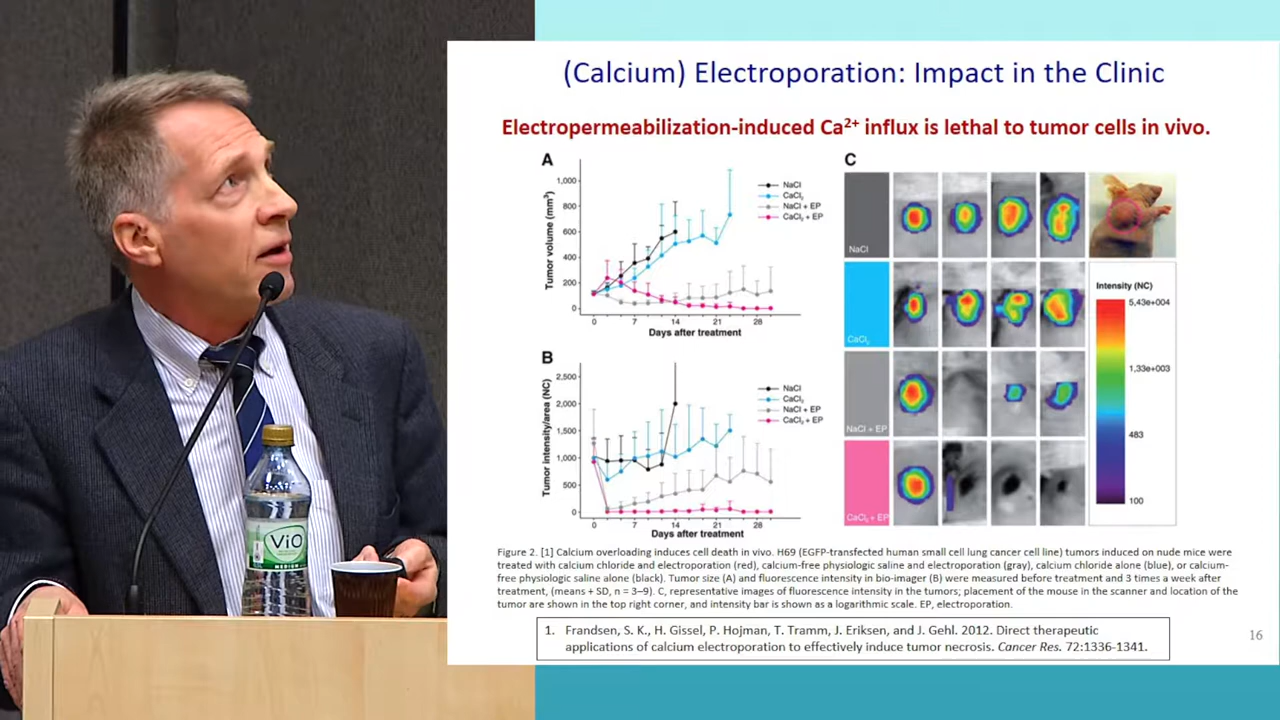 (Calcium) Electroporation: Impact in the Clinic
Electropermeabilization-induced Ca²⁺ influx is lethal to tumor cells in vivo.
A
Tumor volume (mm³)
1,000
800
600
400
200
0
0 7 14 21 28
Days after treatment
NaCl
CaCl₂
NaCl + EP
CaCl₂ + EP
B
Tumor intensity/area (NC)
2,500
2,000
1,500
1,000
500
0
0 7 14 21 28
Days after treatment
NaCl
CaCl₂
NaCl + EP
CaCl₂ + EP
C
NaCl
CaCl₂
NaCl + EP
CaCl₂ + EP
Intensity (NC)
5,43e+004
1,33e+003
483
100
Figure 2. [1] Calcium overloading induces cell death in vivo. H69 (EGFP-transfected human small cell lung cancer cell line) tumors induced on nude mice were
treated with calcium chloride and electroporation (red), calcium-free physiologic saline and electroporation (gray), calcium chloride alone (blue), or calcium-
free physiologic saline alone (black). Tumor size (A) and fluorescence intensity in bio-imager (B) were measured before treatment and 3 times a week after
treatment, (means + SD, n = 3–9). C, representative images of fluorescence intensity in the tumors; placement of the mouse in the scanner and location of the
tumor are shown in the top right corner, and intensity bar is shown as a logarithmic scale. EP, electroporation.
1. Frandsen, S. K., H. Gissel, P. Hojman, T. Tramm, J. Eriksen, and J. Gehl. 2012. Direct therapeutic
applications of calcium electroporation to effectively induce tumor necrosis. Cancer Res. 72:1336-1341.
16
ViO
MEDIUM